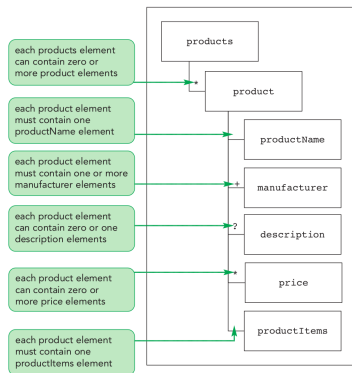 products
each products element
can contain zero or
more product elements
*
product
each product element
must contain one
productName element
productName
each product element
must contain one or more
manufacturer elements
+
manufacturer
each product element
can contain zero or one
description elements
?
description
each product element
can contain zero or
more price elements
*
price
each product element
must contain one
productItems element
productItems